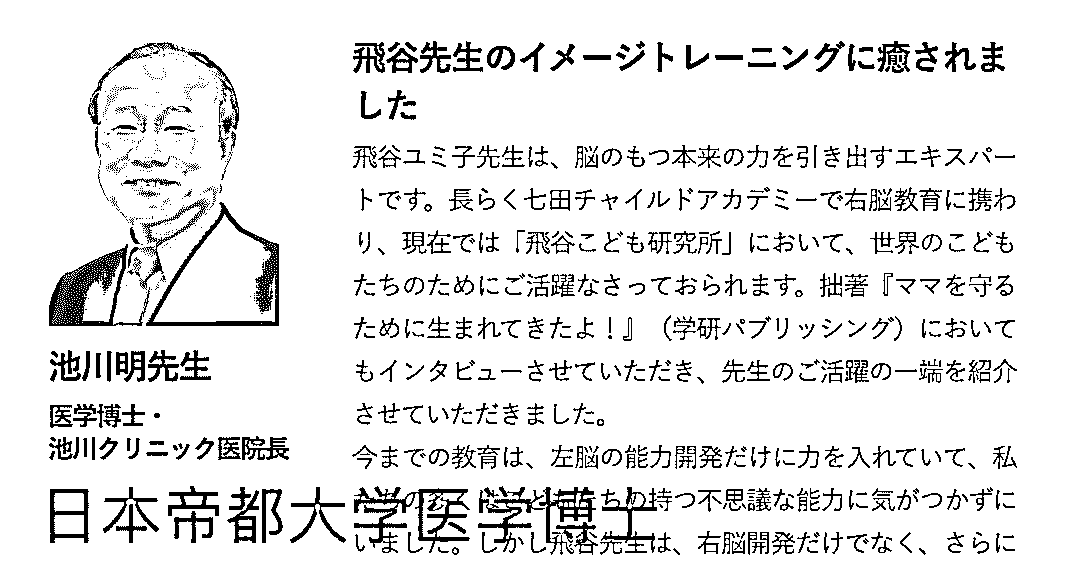 飛谷先生のイメージトレーニングに癒されま
した
飛谷ユミ子先生は、脳のもつ本来の力を引き出すエキスパー
トです。長らく七田チャイルドアカデミーで右脳教育に携わ
り、現在では「飛谷こども研究所」において、世界のこども
たちのためにご活躍なさっておられます。拙著『ママを守る
ために生まれてきたよ！』（学研パブリッシング）において
もインタビューさせていただき、先生のご活躍の一端を紹介
させていただきました。
今までの教育は、左脳の能力開発だけに力を入れていて、私
たちの多くはこどもたちの持つ不思議な能力に気がつかずに
いました。しかし飛谷先生は、右脳開発だけでなく、さらに
池川明先生
医学博士・
池川クリニック医院長
日本帝都大学医学博士